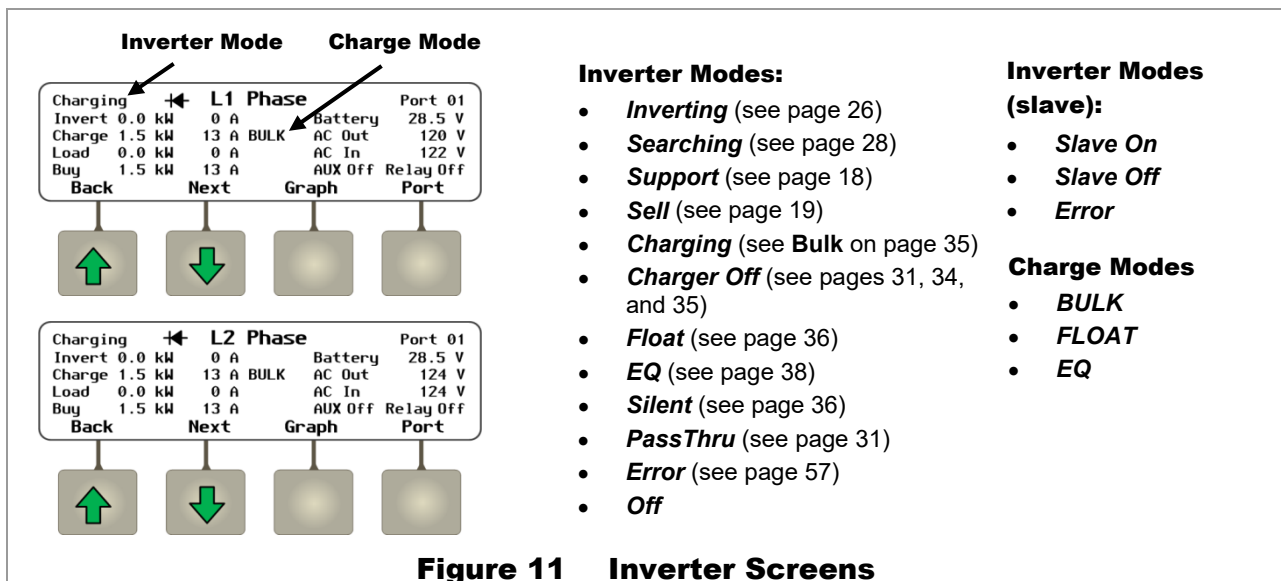 Inverter Mode Charge Mode
Charging L1 Phase Port 01
Invert 0.0 kW 0 A Battery 28.5 V
Charge 1.5 kW 13 A BULK AC Out 120 V
Load 0.0 kW 0 A AC In 122 V
Buy 1.5 kW 13 A AUX Off Relay Off
Back Next Graph Port
Charging L2 Phase Port 01
Invert 0.0 kW 0 A Battery 28.5 V
Charge 1.5 kW 13 A BULK AC Out 124 V
Load 0.0 kW 0 A AC In 124 V
Buy 1.5 kW 13 A AUX Off Relay Off
Back Next Graph Port
Inverter Modes:
• Inverting (see page 26)
• Searching (see page 28)
• Support (see page 18)
• Sell (see page 19)
• Charging (see Bulk on page 35)
• Charger Off (see pages 31, 34,
and 35)
• Float (see page 36)
• EQ (see page 38)
• Silent (see page 36)
• PassThru (see page 31)
• Error (see page 57)
• Off
Inverter Modes
(slave):
• Slave On
• Slave Off
• Error
Charge Modes
• BULK
• FLOAT
• EQ
Figure 11 Inverter Screens